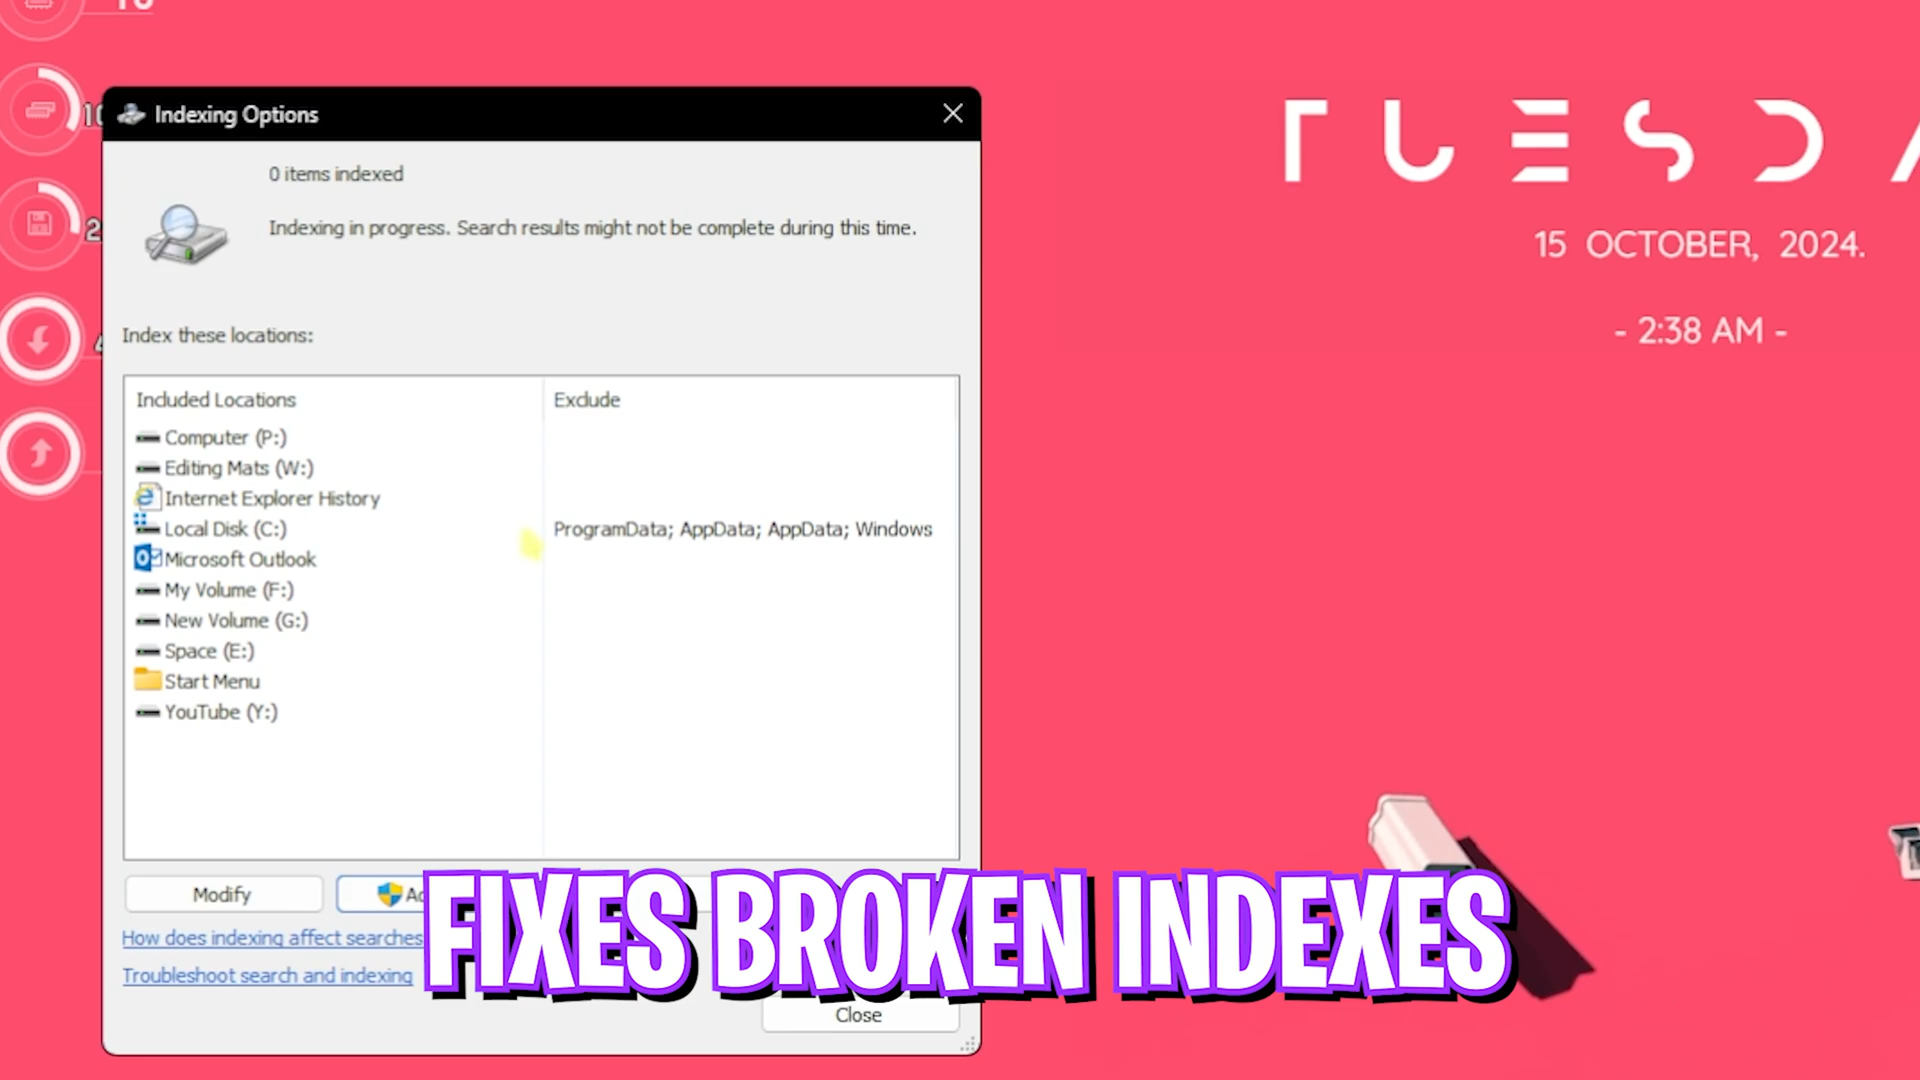 Indexing Options
0 items indexed
Indexing in progress. Search results might not be complete during this time.
Index these locations:
Included Locations Exclude
Computer (P:)
Editing Mats (W:)
Internet Explorer History
Local Disk (C:) ProgramData; AppData; AppData; Windows
Microsoft Outlook
My Volume (F:)
New Volume (G:)
Space (E:)
Start Menu
YouTube (Y:)
Modify
How does indexing affect searches
Troubleshoot search and indexing
Close
TUESDA
15 OCTOBER, 2024.
- 2:38 AM -
FIXES BROKEN INDEXES